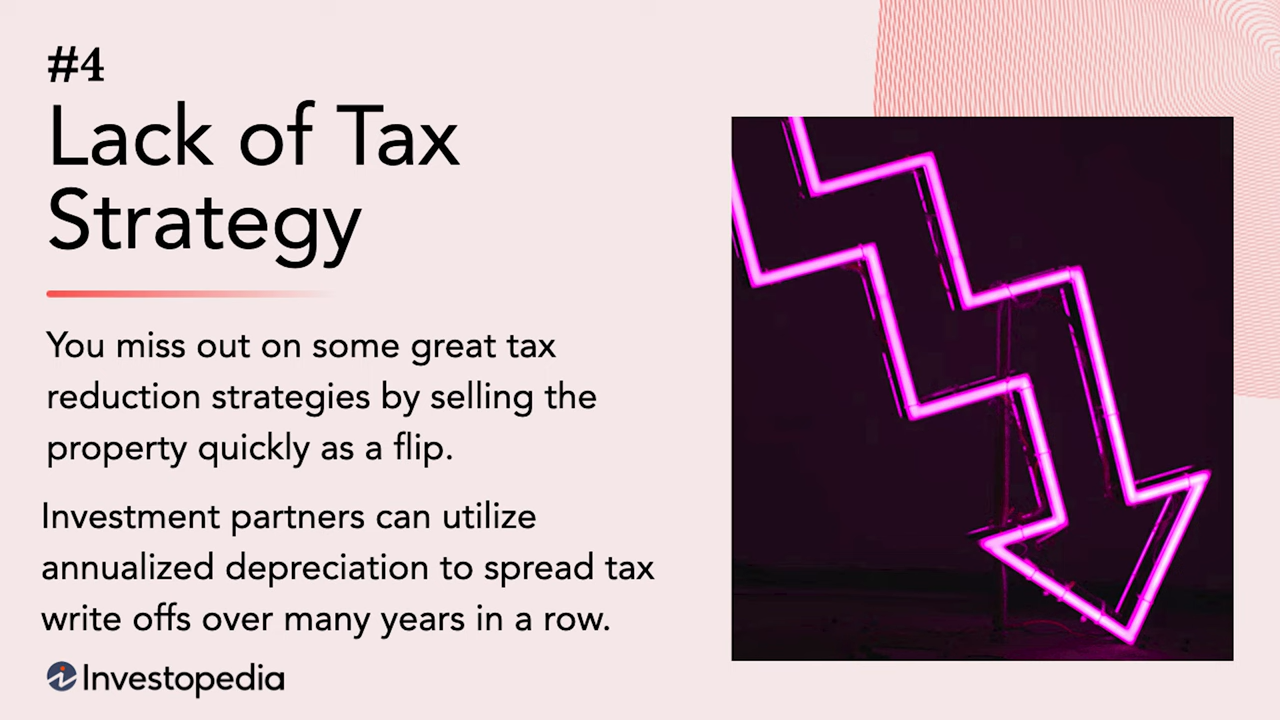 #4
Lack of Tax
Strategy
You miss out on some great tax
reduction strategies by selling the
property quickly as a flip.
Investment partners can utilize
annualized depreciation to spread tax
write offs over many years in a row.
Investopedia